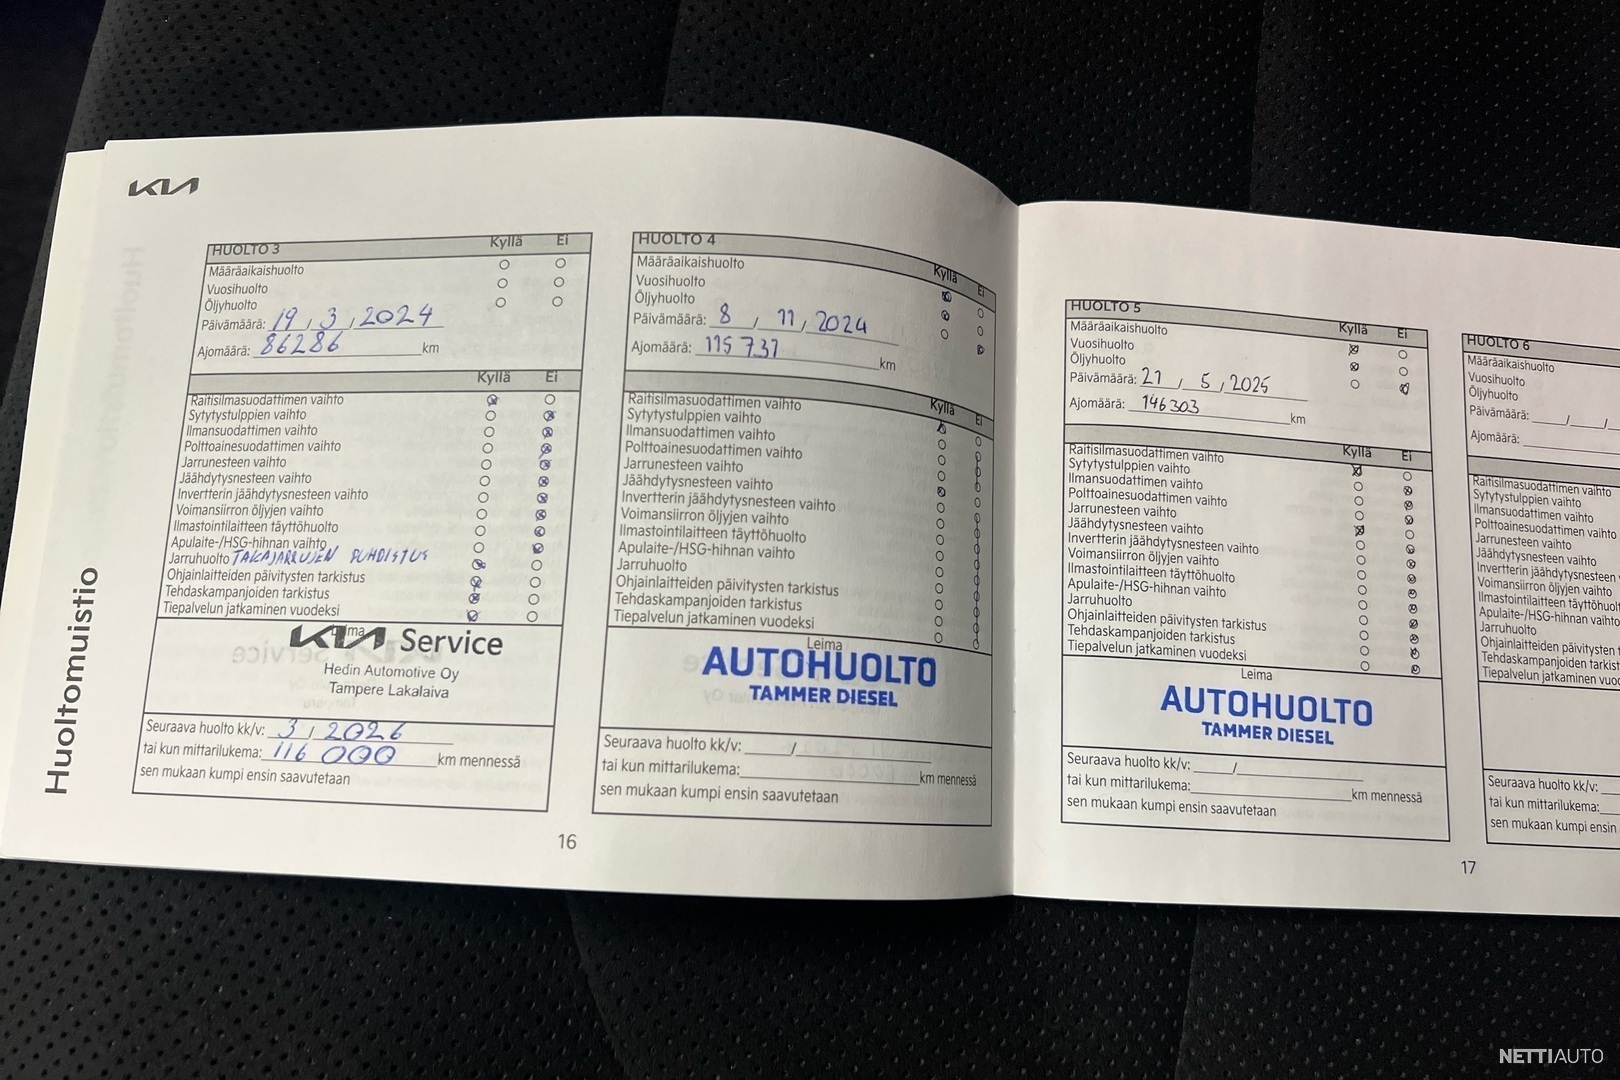 KIA
Huoltomuistio
HUOLTO 3 Kyllä Ei
Määräaikaishuolto
Vuosihuolto
Öljyhuolto
Päivämäärä: 19 / 3 / 2024
Ajomäärä: 86286 km
Kyllä Ei
Raitisilmasuodattimen vaihto
Sytytystulppien vaihto
Ilmansuodattimen vaihto
Polttoainesuodattimen vaihto
Jarrunesteen vaihto
Jäähdytysnesteen vaihto
Invertterin jäähdytysnesteen vaihto
Voimansiirron öljyjen vaihto
Ilmastointilaitteen täyttöhuolto
Apulaite-/HSG-hihnan vaihto
Jarruhuolto TAKAJARRUJEN PUHDISTUS
Ohjainlaitteiden päivitysten tarkistus
Tehdaskampanjoiden tarkistus
Tiepalvelun jatkaminen vuodeksi
Leima
KIA Service
Hedin Automotive Oy
Tampere Lakalaiva
Seuraava huolto kk/v: 3 / 2026
tai kun mittarilukema: 116 000 km mennessä
sen mukaan kumpi ensin saavutetaan
HUOLTO 4 Kyllä Ei
Määräaikaishuolto
Vuosihuolto
Öljyhuolto
Päivämäärä: 8 / 11 / 2024
Ajomäärä: 115 737 km
Kyllä Ei
Raitisilmasuodattimen vaihto
Sytytystulppien vaihto
Ilmansuodattimen vaihto
Polttoainesuodattimen vaihto
Jarrunesteen vaihto
Jäähdytysnesteen vaihto
Invertterin jäähdytysnesteen vaihto
Voimansiirron öljyjen vaihto
Ilmastointilaitteen täyttöhuolto
Apulaite-/HSG-hihnan vaihto
Jarruhuolto
Ohjainlaitteiden päivitysten tarkistus
Tehdaskampanjoiden tarkistus
Tiepalvelun jatkaminen vuodeksi
Leima
AUTOHUOLTO
TAMMER DIESEL
Seuraava huolto kk/v: /
tai kun mittarilukema: km mennessä
sen mukaan kumpi ensin saavutetaan
16
HUOLTO 5 Kyllä Ei
Määräaikaishuolto
Vuosihuolto
Öljyhuolto
Päivämäärä: 21 / 5 / 2025
Ajomäärä: 146 303 km
Kyllä Ei
Raitisilmasuodattimen vaihto
Sytytystulppien vaihto
Ilmansuodattimen vaihto
Polttoainesuodattimen vaihto
Jarrunesteen vaihto
Jäähdytysnesteen vaihto
Invertterin jäähdytysnesteen vaihto
Voimansiirron öljyjen vaihto
Ilmastointilaitteen täyttöhuolto
Apulaite-/HSG-hihnan vaihto
Jarruhuolto
Ohjainlaitteiden päivitysten tarkistus
Tehdaskampanjoiden tarkistus
Tiepalvelun jatkaminen vuodeksi
Leima
AUTOHUOLTO
TAMMER DIESEL
Seuraava huolto kk/v: /
tai kun mittarilukema: km mennessä
sen mukaan kumpi ensin saavutetaan
HUOLTO 6
Määräaikaishuolto
Vuosihuolto
Öljyhuolto
Päivämäärä: / /
Ajomäärä:
Raitisilmasuodattimen vaihto
Sytytystulppien vaihto
Ilmansuodattimen vaihto
Polttoainesuodattimen vaihto
Jarrunesteen vaihto
Jäähdytysnesteen vaihto
Invertterin jäähdytysnesteen
Voimansiirron öljyjen vaihto
Ilmastointilaitteen
Apulaite-/HSG-hihnan vaihto
Jarruhuolto
Ohjainlaitteiden päivitysten
Tehdaskampanjoiden
Tiepalvelun jatkaminen
Seuraava huolto kk/v:
tai kun mittarilukema:
sen mukaan kumpi ensin
17
NETTIAUTO